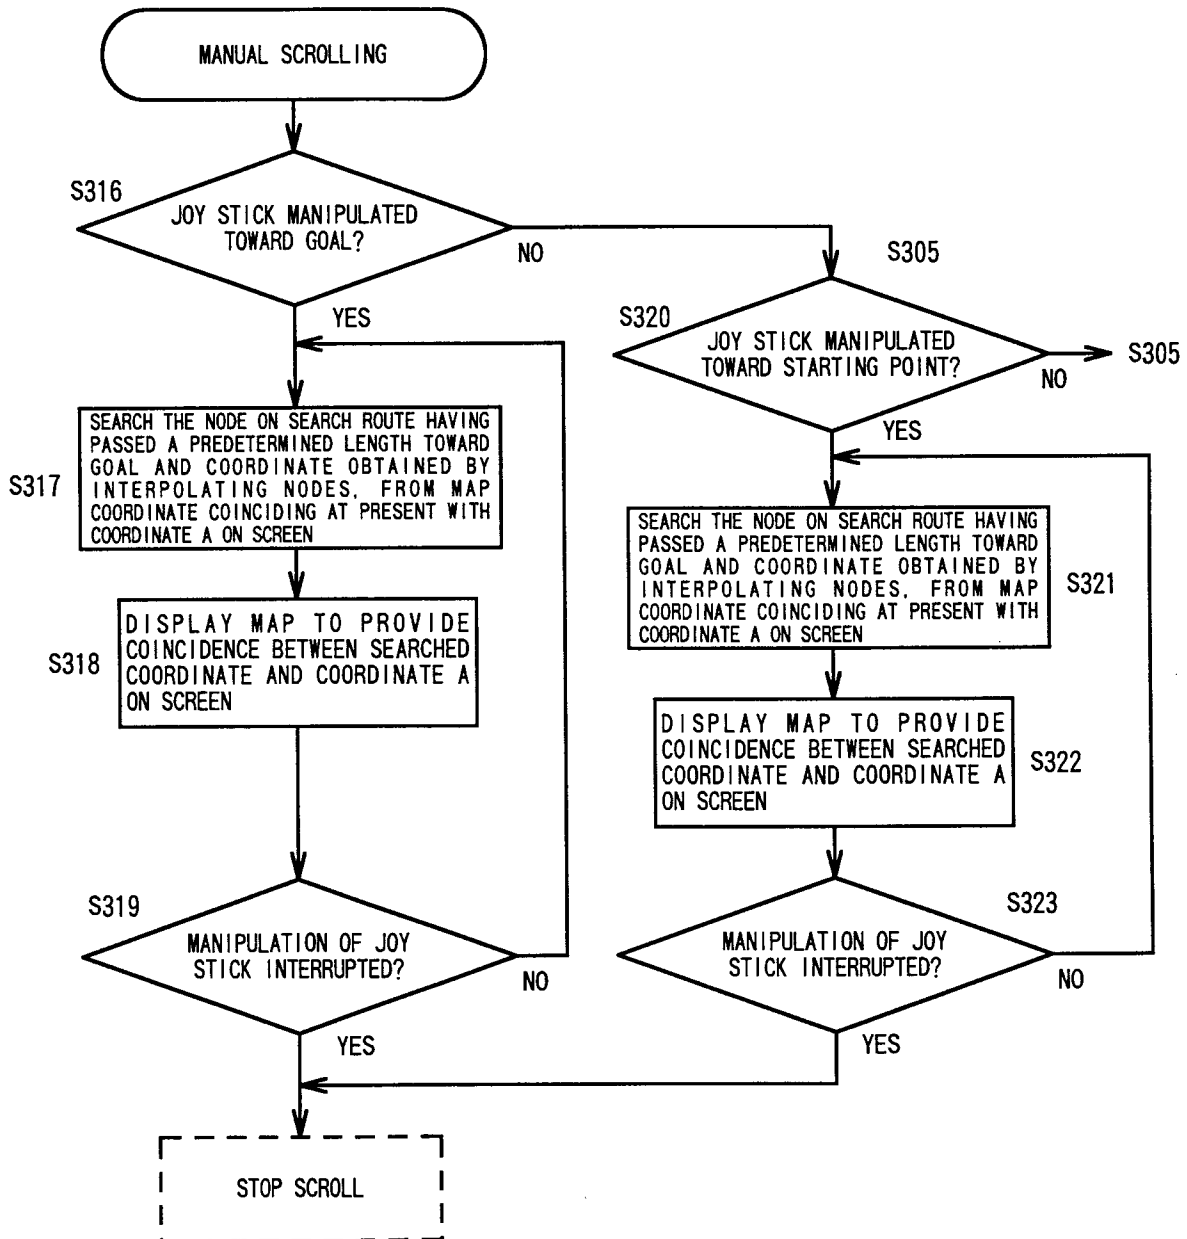 MANUAL SCROLLING
S316
JOY STICK MANIPULATED
TOWARD GOAL?
NO
YES
S305
S320
JOY STICK MANIPULATED
TOWARD STARTING POINT?
S305
NO
YES
S317
SEARCH THE NODE ON SEARCH ROUTE HAVING
PASSED A PREDETERMINED LENGTH TOWARD
GOAL AND COORDINATE OBTAINED BY
INTERPOLATING NODES, FROM MAP
COORDINATE COINCIDING AT PRESENT WITH
COORDINATE A ON SCREEN
SEARCH THE NODE ON SEARCH ROUTE HAVING
PASSED A PREDETERMINED LENGTH TOWARD
GOAL AND COORDINATE OBTAINED BY
INTERPOLATING NODES, FROM MAP
COORDINATE COINCIDING AT PRESENT WITH
COORDINATE A ON SCREEN
S321
S318
DISPLAY MAP TO PROVIDE
COINCIDENCE BETWEEN SEARCHED
COORDINATE AND COORDINATE A
ON SCREEN
DISPLAY MAP TO PROVIDE
COINCIDENCE BETWEEN SEARCHED
COORDINATE AND COORDINATE A
ON SCREEN
S322
S319
MANIPULATION OF JOY
STICK INTERRUPTED?
NO
YES
S323
MANIPULATION OF JOY
STICK INTERRUPTED?
NO
YES
STOP SCROLL